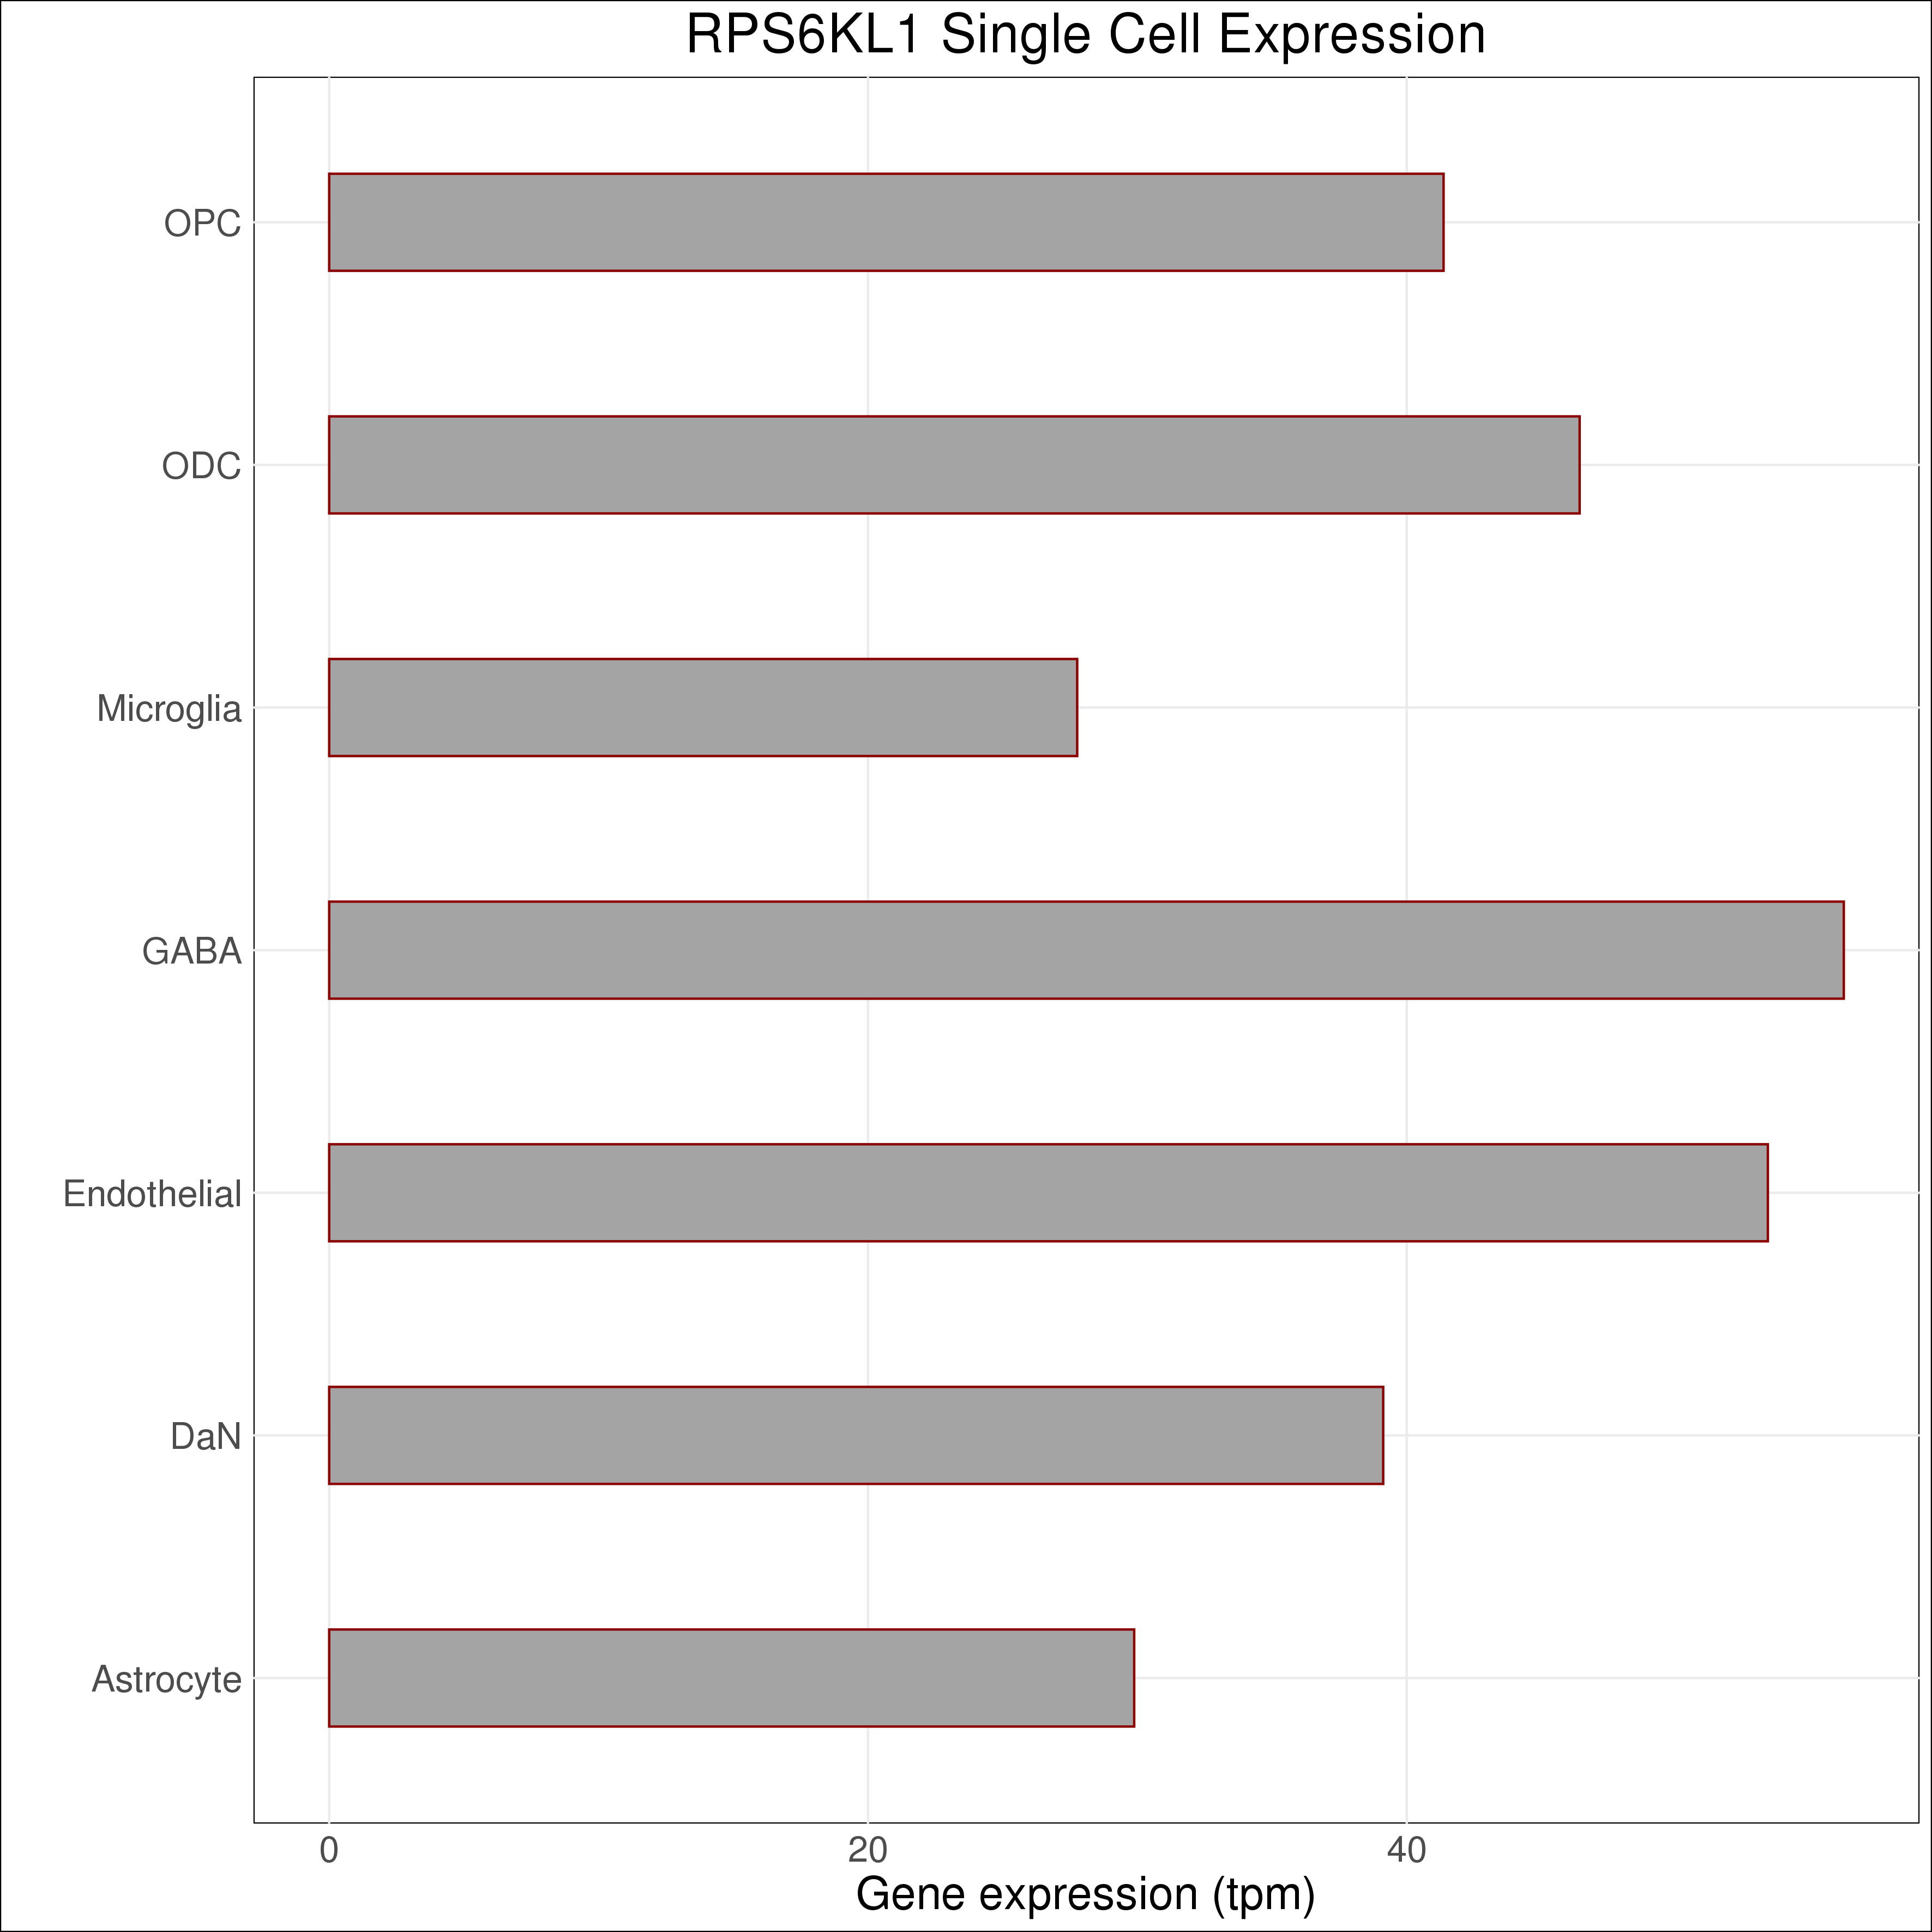 RPS6KL1 Single Cell Expression
OPC
ODC
Microglia
GABA
Endothelial
DaN
Astrocyte
0 20 40
Gene expression (tpm)